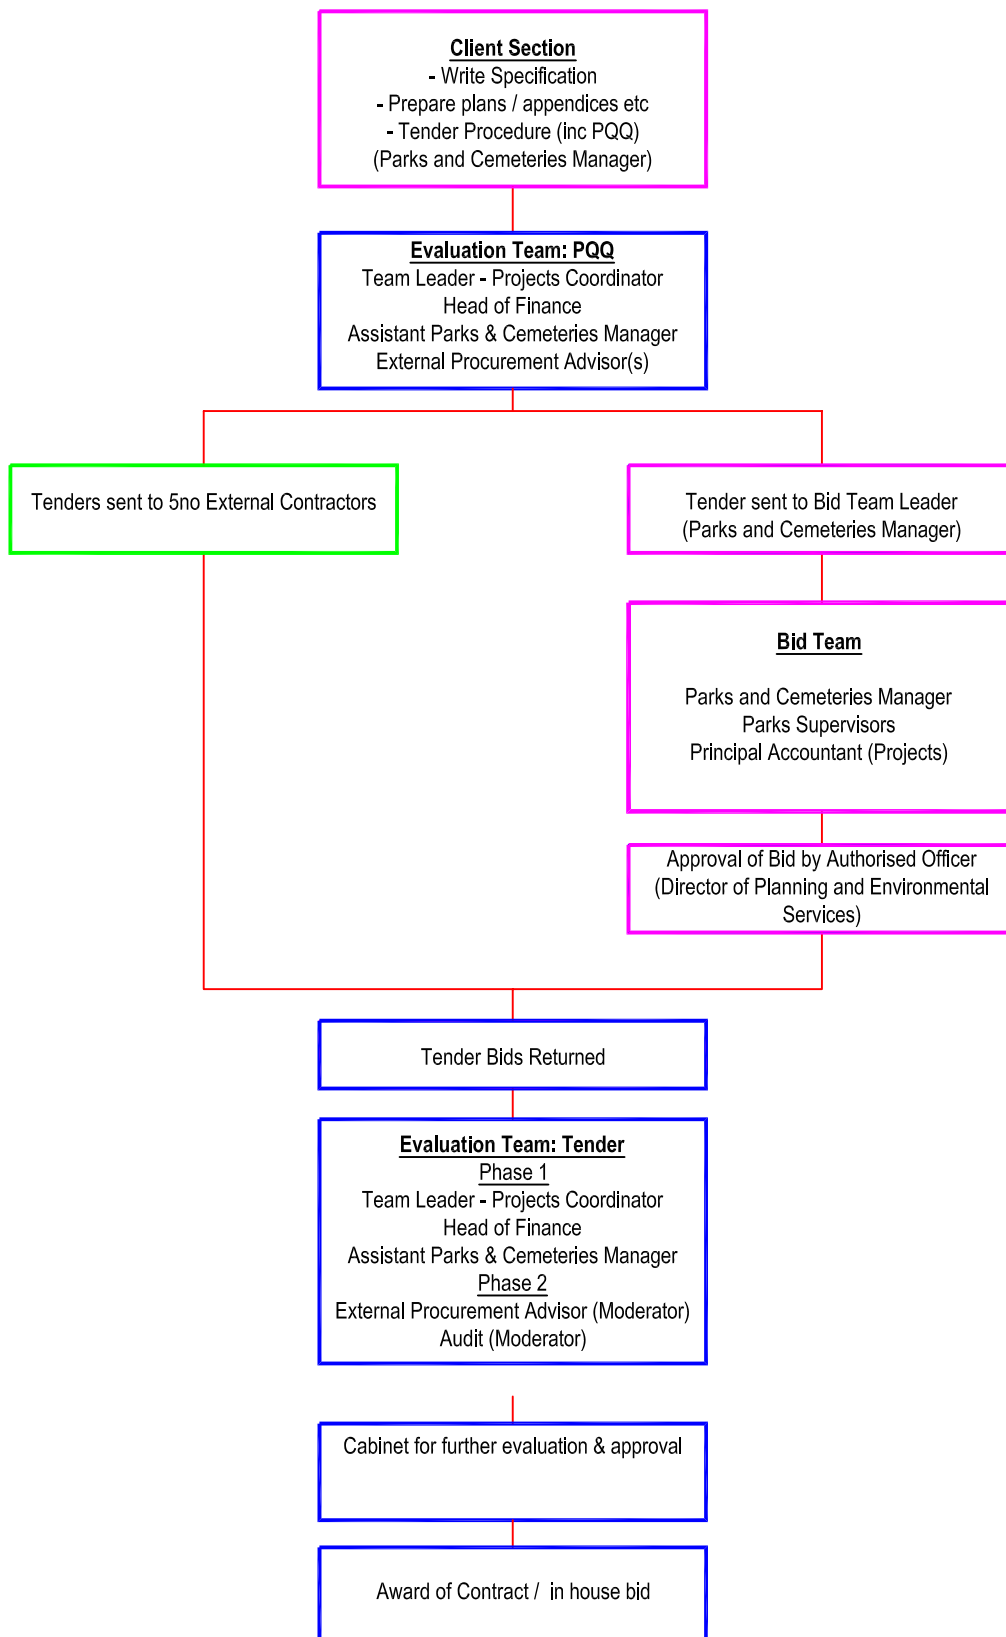 Client Section
- Write Specification
- Prepare plans / appendices etc
- Tender Procedure (inc PQQ)
(Parks and Cemeteries Manager)
Evaluation Team: PQQ
Team Leader - Projects Coordinator
Head of Finance
Assistant Parks & Cemeteries Manager
External Procurement Advisor(s)
Tenders sent to 5no External Contractors
Tender sent to Bid Team Leader
(Parks and Cemeteries Manager)
Bid Team
Parks and Cemeteries Manager
Parks Supervisors
Principal Accountant (Projects)
Approval of Bid by Authorised Officer
(Director of Planning and Environmental
Services)
Tender Bids Returned
Evaluation Team: Tender
Phase 1
Team Leader - Projects Coordinator
Head of Finance
Assistant Parks & Cemeteries Manager
Phase 2
External Procurement Advisor (Moderator)
Audit (Moderator)
Cabinet for further evaluation & approval
Award of Contract / in house bid